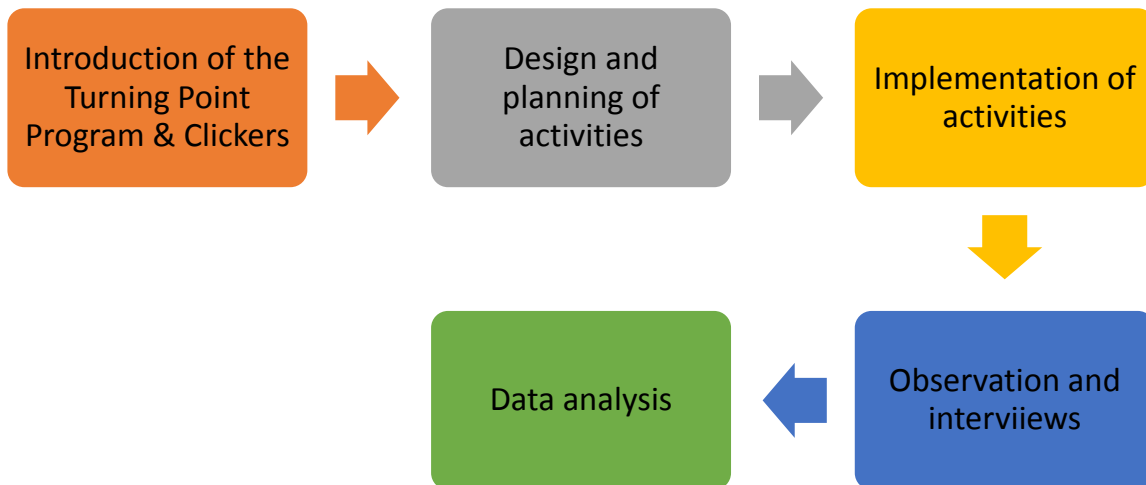 Introduction of the
Turning Point
Program & Clickers
Design and
planning of
activities
Implementation of
activities
Observation and
interviiews
Data analysis